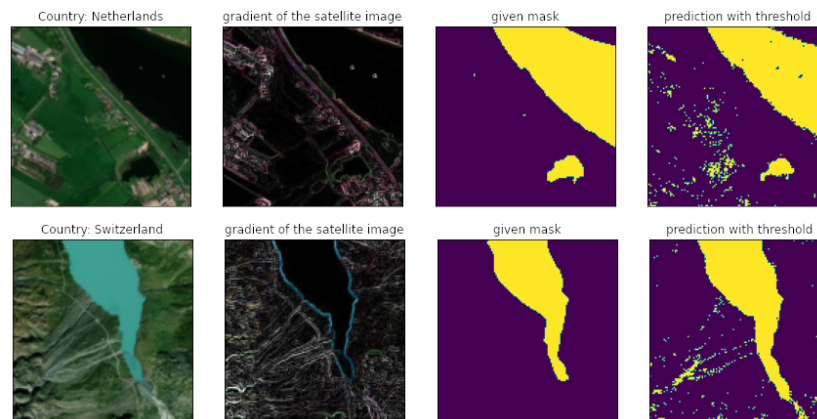 Country: Netherlands
gradient of the satellite image
given mask
prediction with threshold
Country: Switzerland
gradient of the satellite image
given mask
prediction with threshold